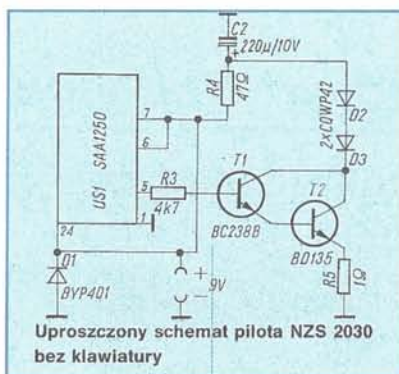 C2
+ 220µ/10V
R4
47Ω
2xCQWP42
D2
D3
7
6
SAA1250
US1
5
R3
4k7
1
24
T1
BC238B
T2
BD135
D1
BYP401
+
9V
−
R5
1Ω
Uproszczony schemat pilota NZS 2030
bez klawiatury